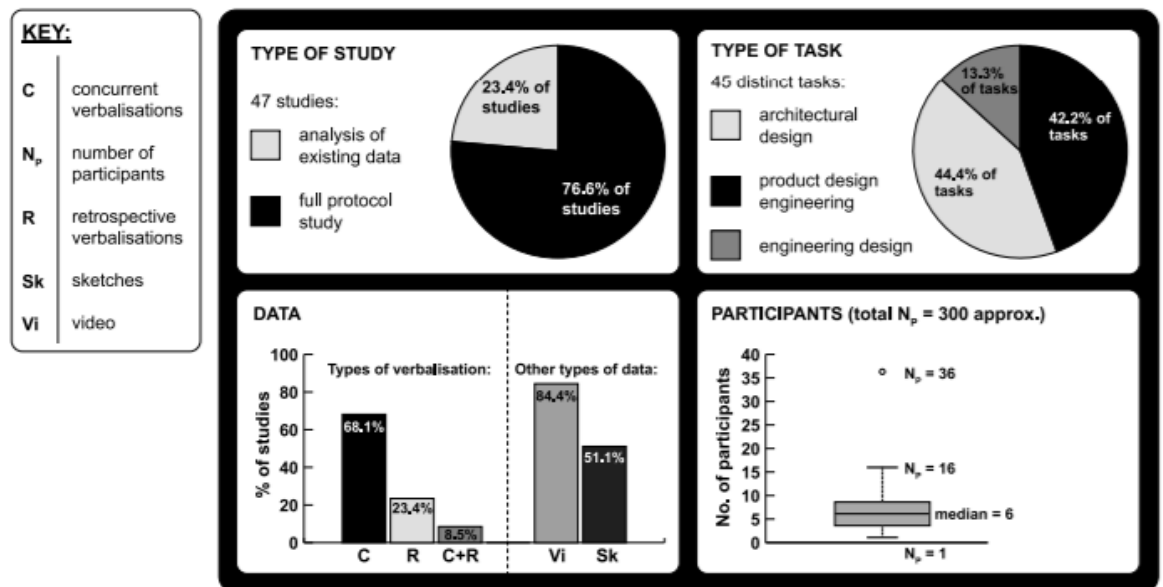 KEY:
C concurrent
verbalisations
N_P number of
participants
R retrospective
verbalisations
Sk sketches
Vi video
TYPE OF STUDY
47 studies:
analysis of
existing data
full protocol
study
23.4% of
studies
76.6% of
studies
TYPE OF TASK
45 distinct tasks:
architectural
design
product design
engineering
engineering design
13.3%
of tasks
42.2% of
tasks
44.4% of
tasks
DATA
Types of verbalisation:
Other types of data:
% of studies
100
80
60
40
20
0
68.1%
23.4%
8.5%
84.4%
51.1%
C R C+R Vi Sk
PARTICIPANTS (total N_P = 300 approx.)
No. of participants
40
35
30
25
20
15
10
5
0
N_P = 36
N_P = 16
median = 6
N_P = 1